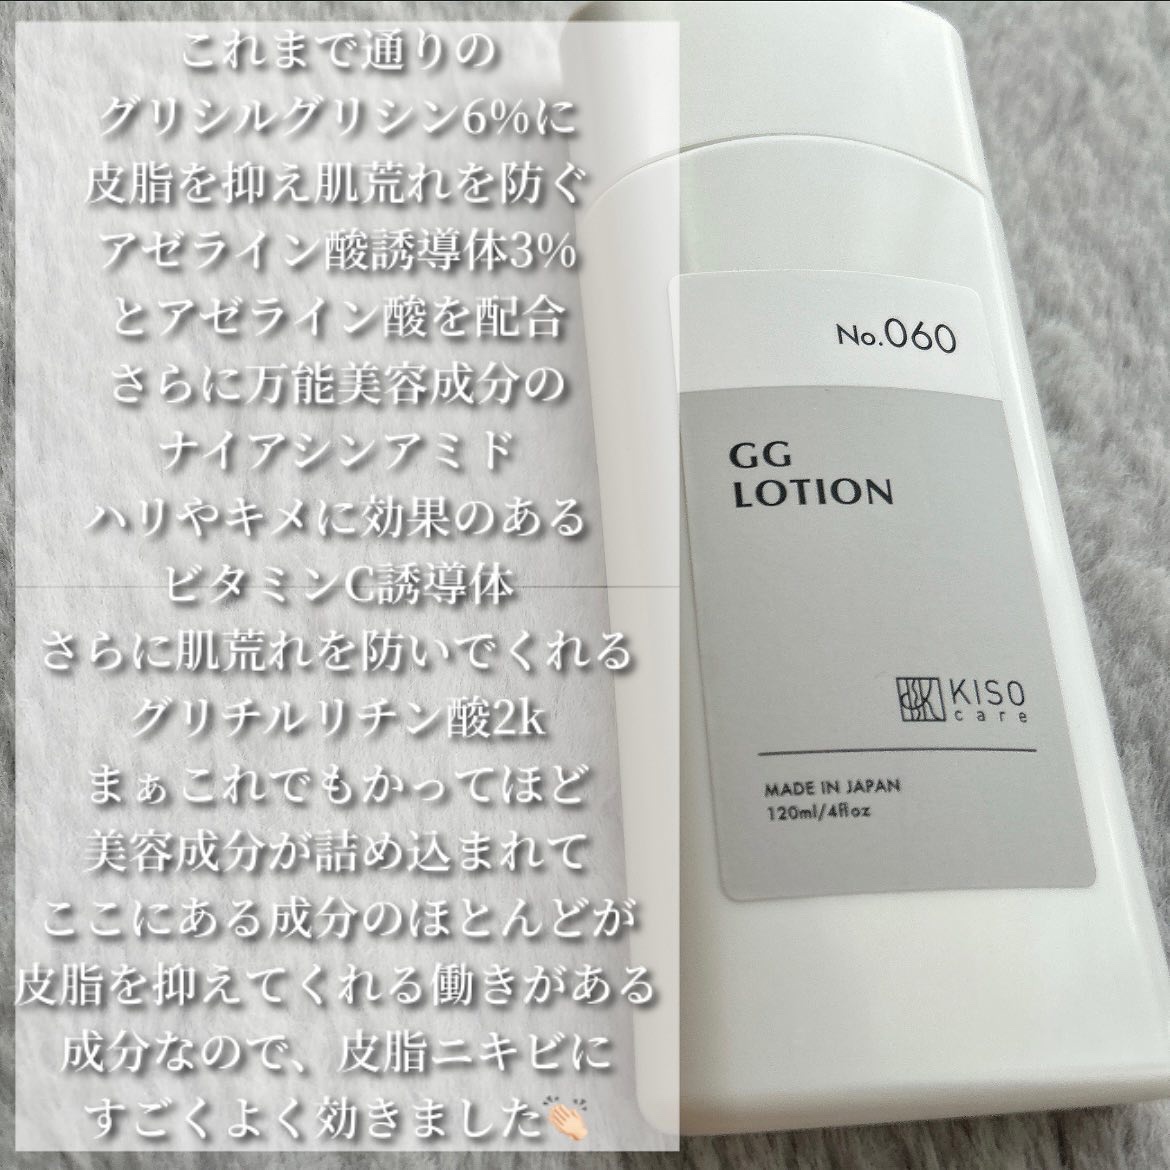 これまで通りの
グリシルグリシン6%に
皮脂を抑え肌荒れを防ぐ
アゼライン酸誘導体3%
とアゼライン酸を配合
さらに万能美容成分の
ナイアシンアミド
ハリやキメに効果のある
ビタミンC誘導体
さらに肌荒れを防いでくれる
グリチルリチン酸2k
まぁこれでもかってほど
美容成分が詰め込まれて
ここにある成分のほとんどが
皮脂を抑えてくれる働きがある
成分なので、皮脂ニキビに
すごくよく効きました👏🏻
No.060
GG
LOTION
KISO
care
MADE IN JAPAN
120ml/4floz